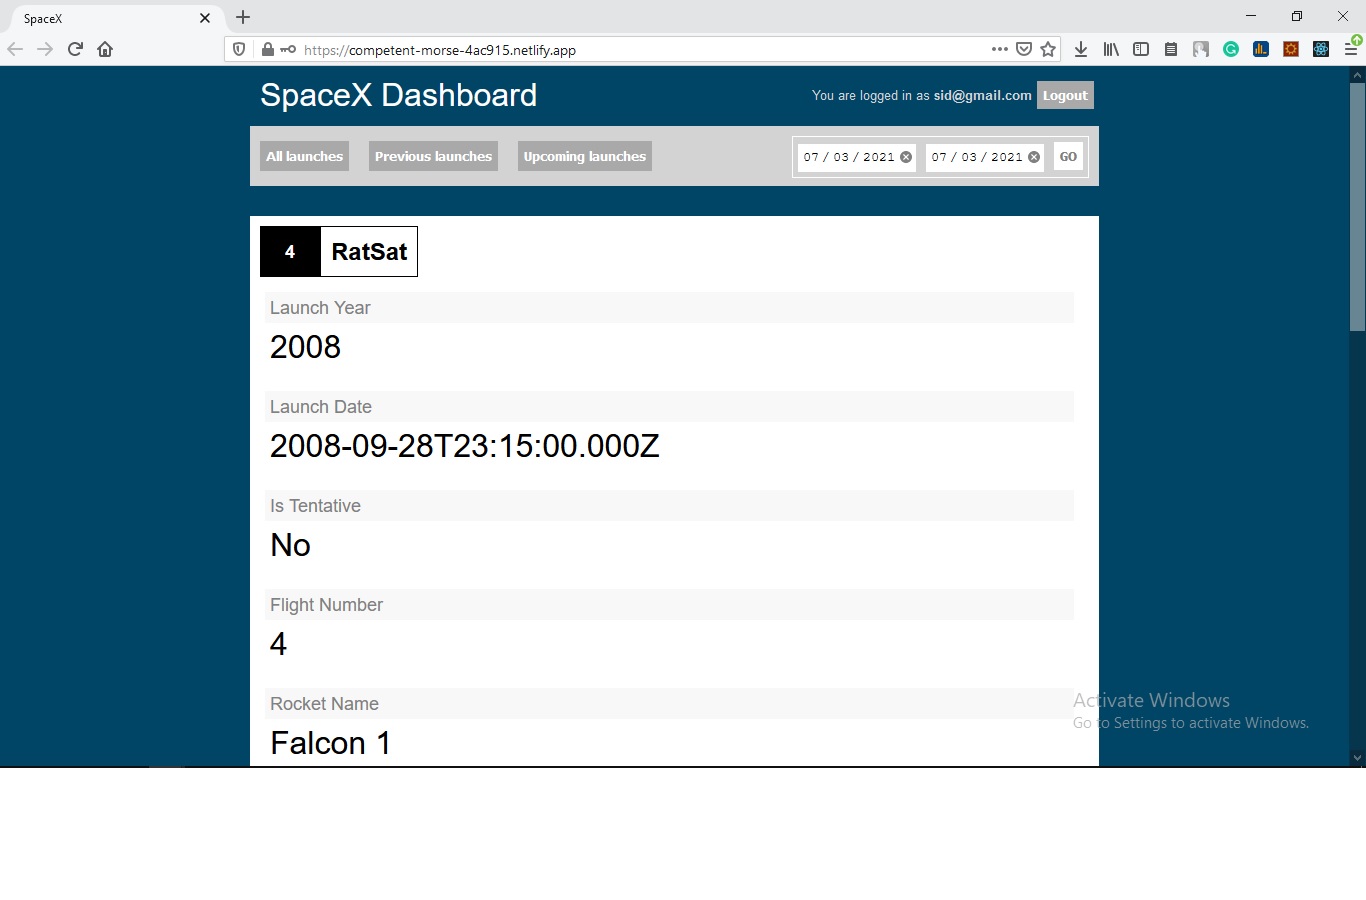 SpaceX
https://competent-morse-4ac915.netlify.app
SpaceX Dashboard
You are logged in as sid@gmail.com Logout
All launches Previous launches Upcoming launches 07 / 03 / 2021 07 / 03 / 2021 GO
4 RatSat
Launch Year
2008
Launch Date
2008-09-28T23:15:00.000Z
Is Tentative
No
Flight Number
4
Rocket Name
Falcon 1
Activate Windows
Go to Settings to activate Windows.